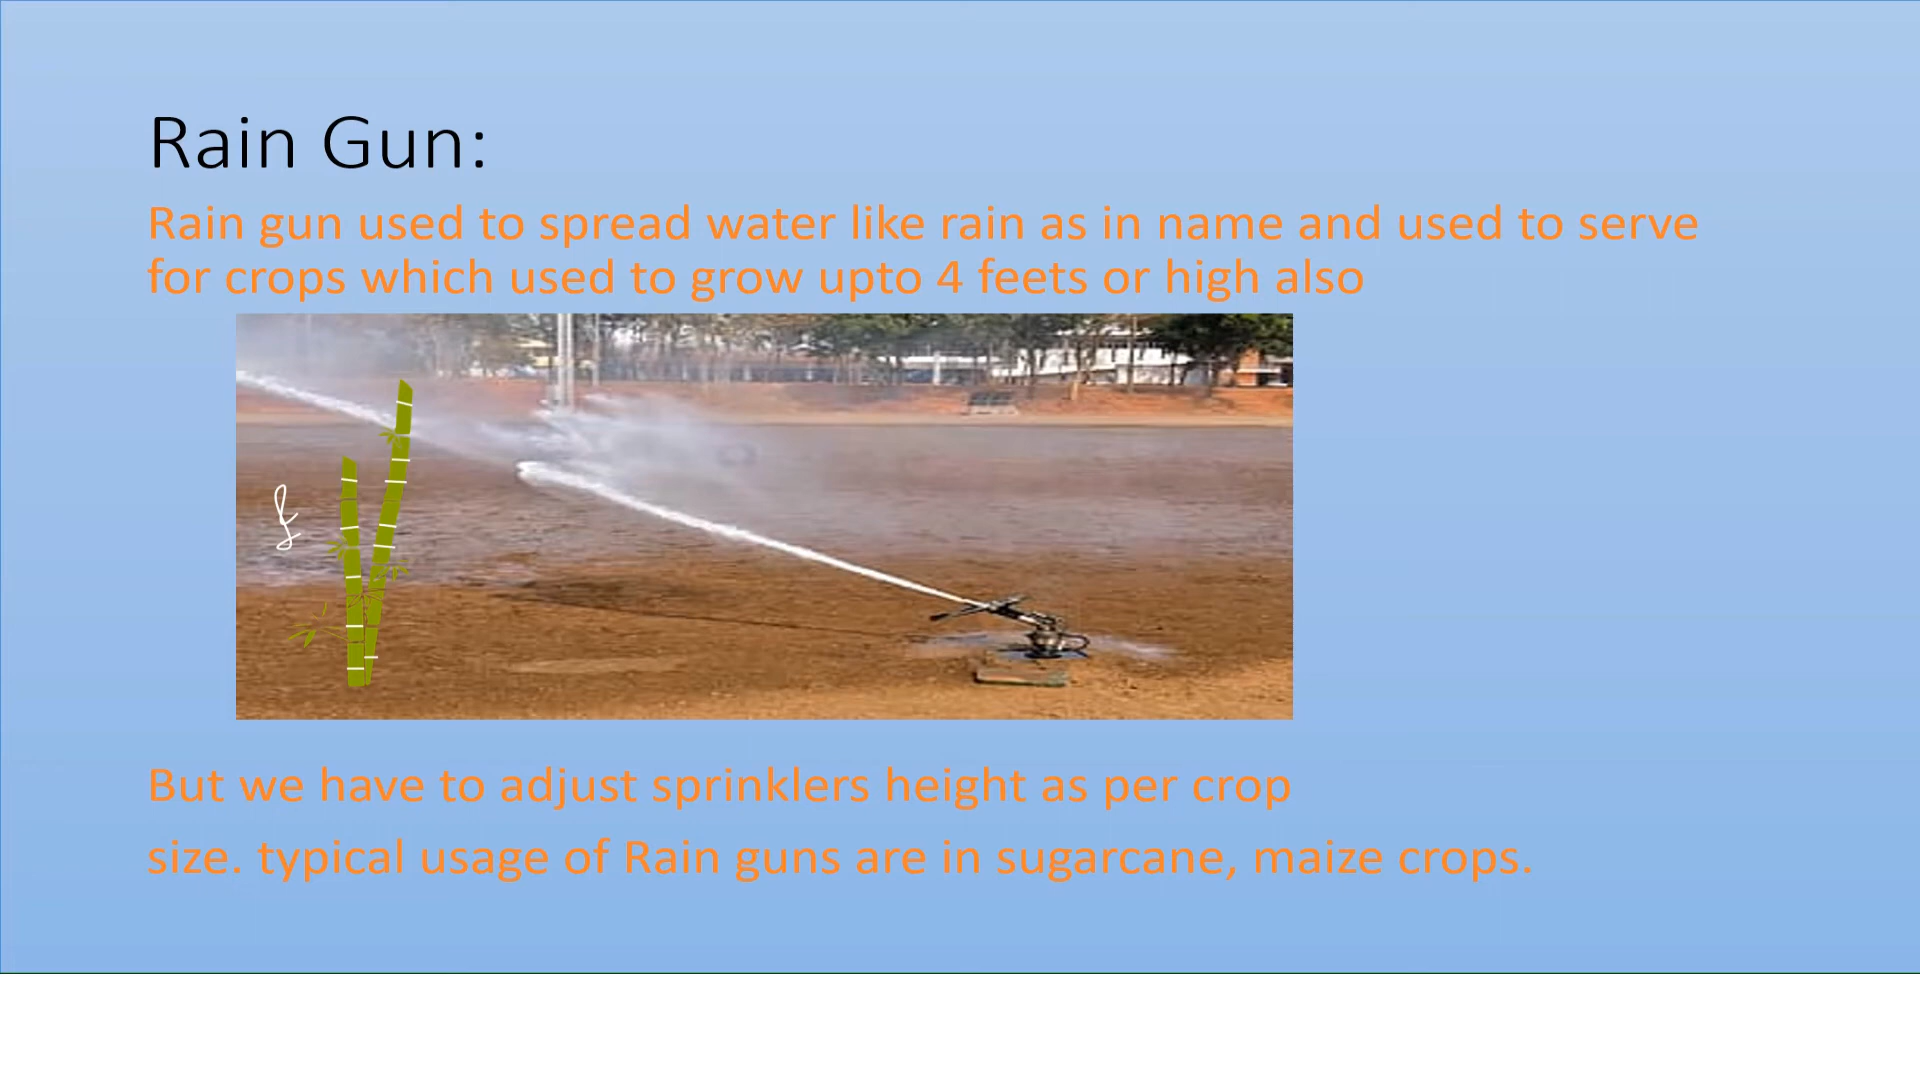 Rain Gun:
Rain gun used to spread water like rain as in name and used to serve
for crops which used to grow upto 4 feets or high also
But we have to adjust sprinklers height as per crop
size. typical usage of Rain guns are in sugarcane, maize crops.